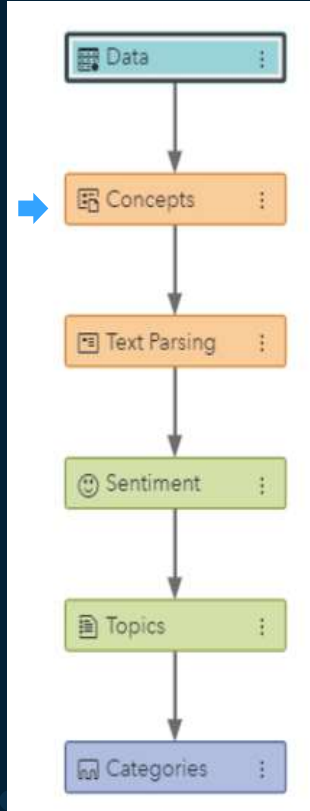 Data
Concepts
Text Parsing
Sentiment
Topics
Categories